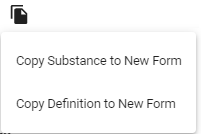 Copy Substance to New Form
Copy Definition to New Form